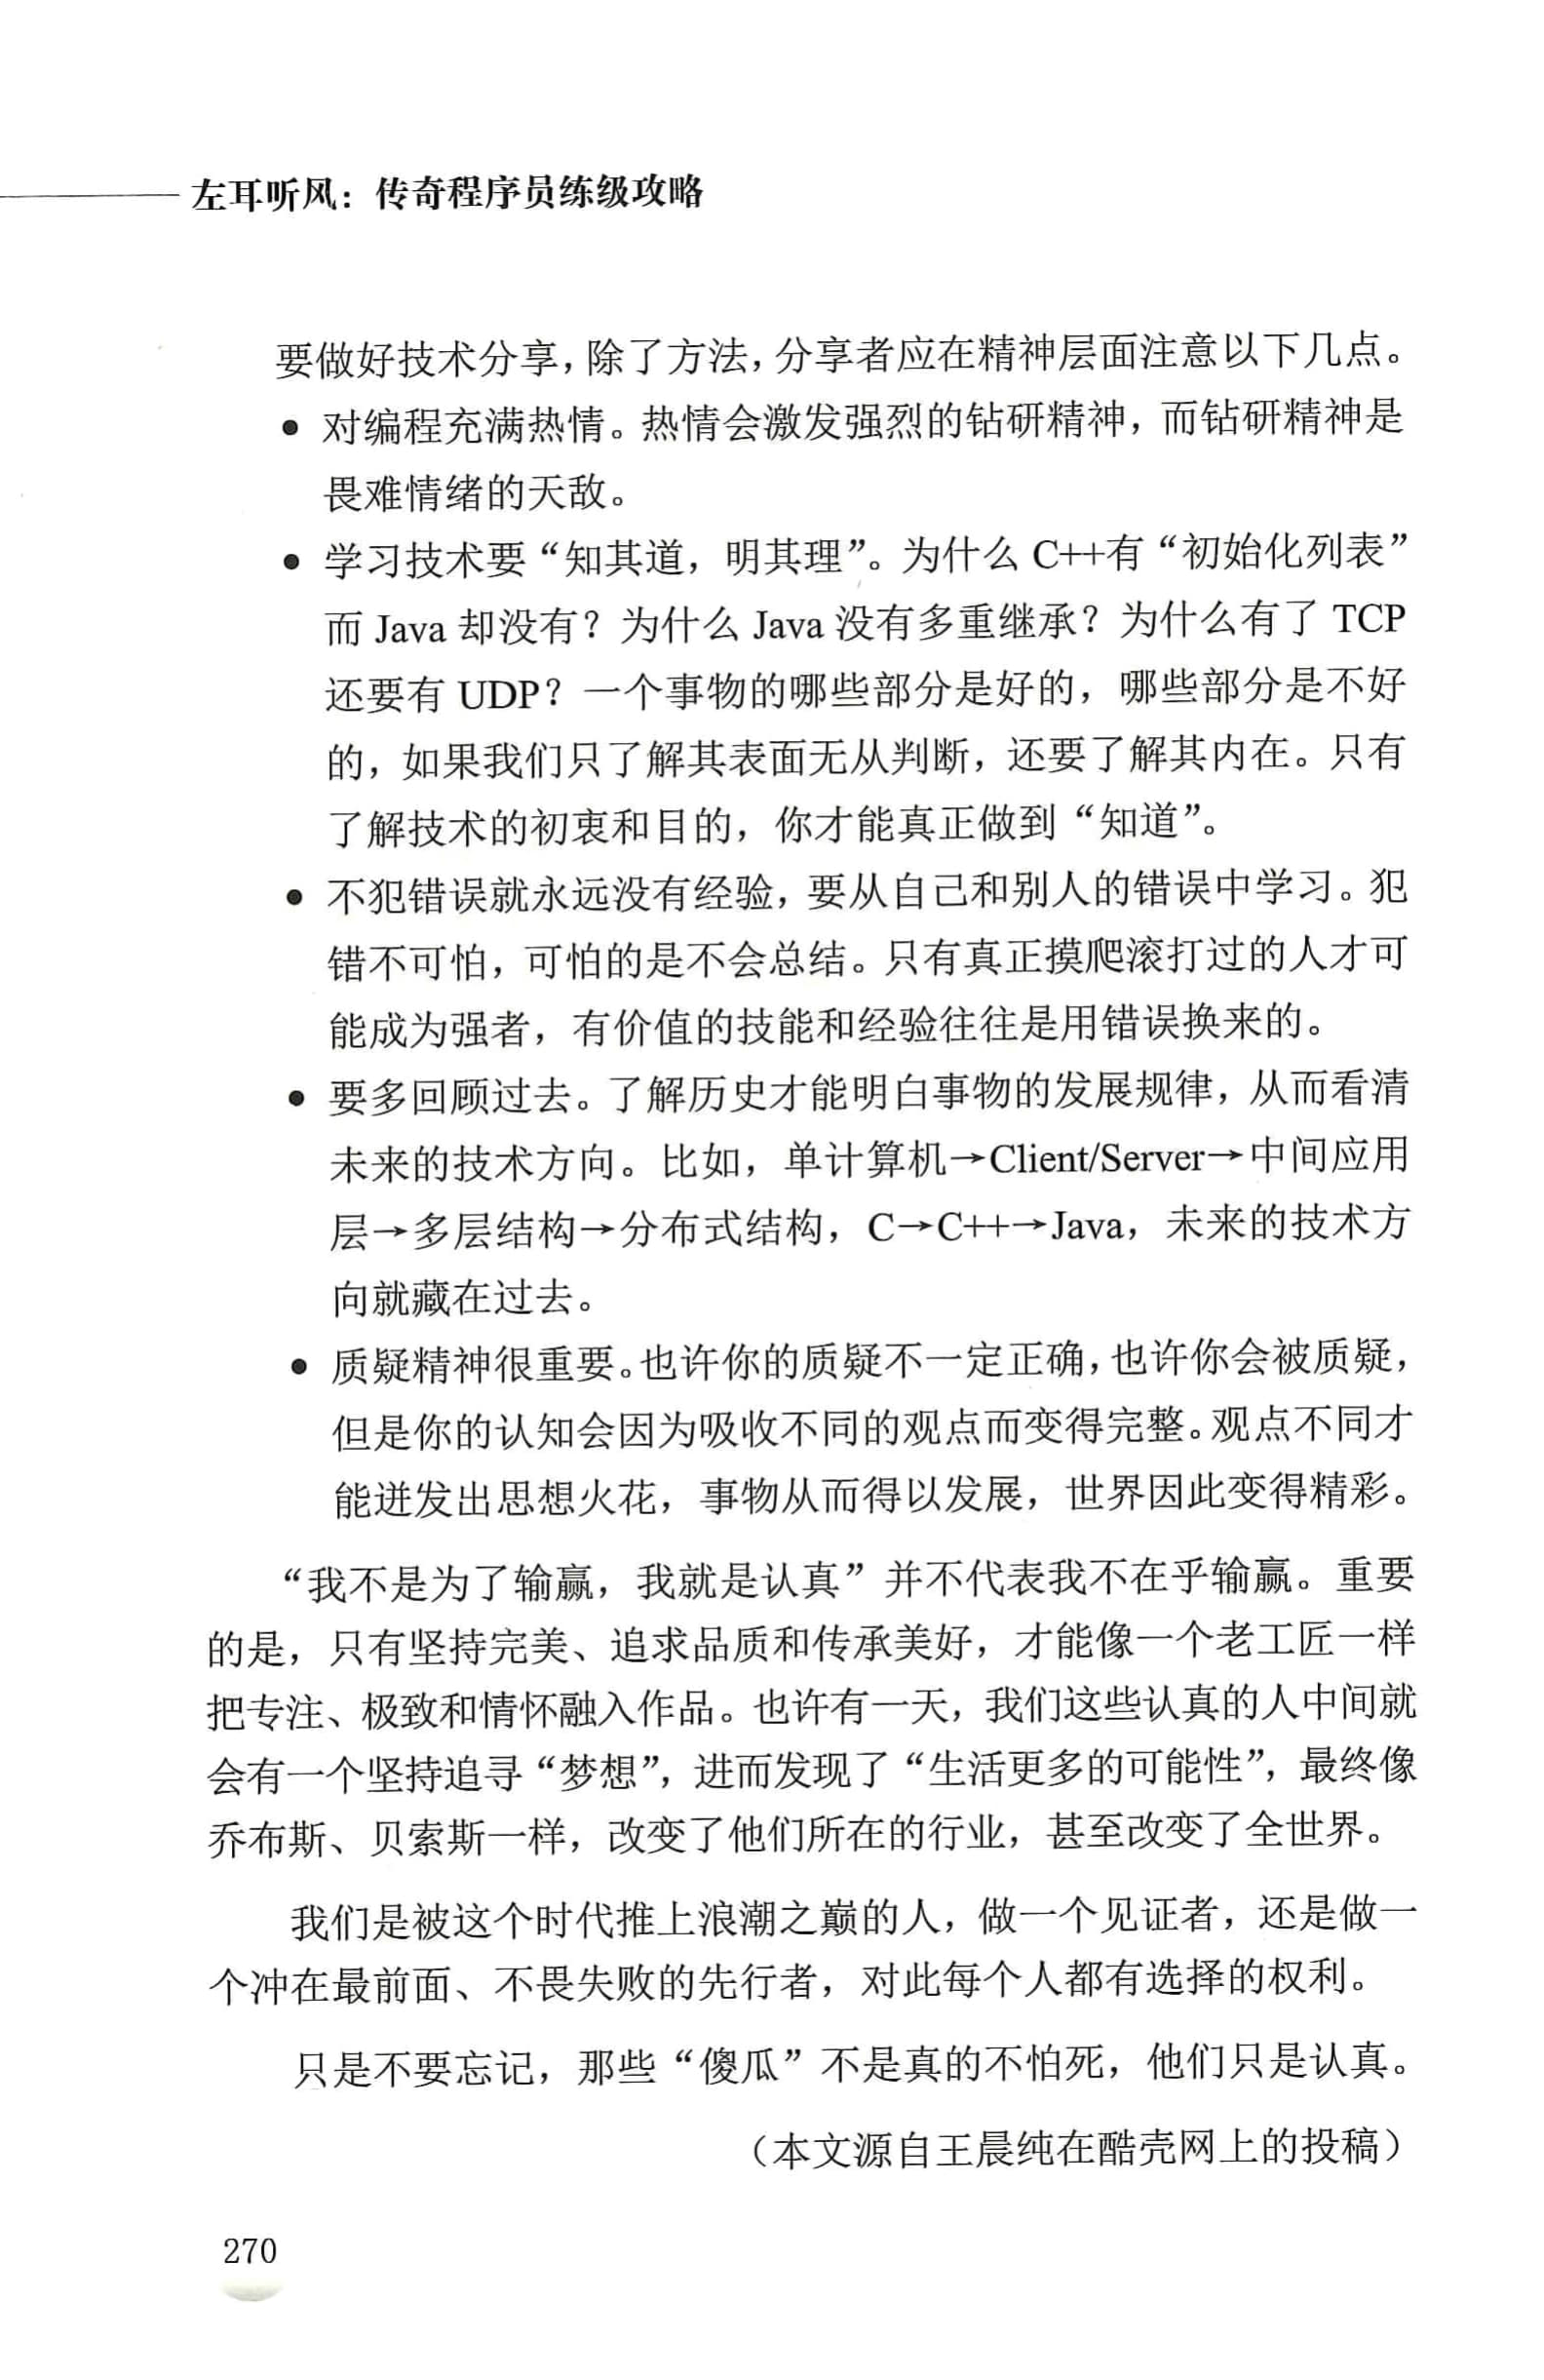 左耳听风：传奇程序员练级攻略
要做好技术分享，除了方法，分享者应在精神层面注意以下几点。
● 对编程充满热情。热情会激发强烈的钻研精神，而钻研精神是
畏难情绪的天敌。
● 学习技术要“知其道，明其理”。为什么 C++有“初始化列表”
而 Java 却没有？为什么 Java 没有多重继承？为什么有了 TCP
还要有 UDP？一个事物的哪些部分是好的，哪些部分是不好
的，如果我们只了解其表面无从判断，还要了解其内在。只有
了解技术的初衷和目的，你才能真正做到“知道”。
● 不犯错误就永远没有经验，要从自己和别人的错误中学习。犯
错不可怕，可怕的是不会总结。只有真正摸爬滚打过的人才可
能成为强者，有价值的技能和经验往往是用错误换来的。
● 要多回顾过去。了解历史才能明白事物的发展规律，从而看清
未来的技术方向。比如，单计算机→Client/Server→中间应用
层→多层结构→分布式结构，C→C++→Java，未来的技术方
向就藏在过去。
● 质疑精神很重要。也许你的质疑不一定正确，也许你会被质疑，
但是你的认知会因为吸收不同的观点而变得完整。观点不同才
能迸发出思想火花，事物从而得以发展，世界因此变得精彩。
“我不是为了输赢，我就是认真”并不代表我不在乎输赢。重要
的是，只有坚持完美、追求品质和传承美好，才能像一个老工匠一样
把专注、极致和情怀融入作品。也许有一天，我们这些认真的人中间就
会有一个坚持追寻“梦想”，进而发现了“生活更多的可能性”，最终像
乔布斯、贝索斯一样，改变了他们所在的行业，甚至改变了全世界。
我们是被这个时代推上浪潮之巅的人，做一个见证者，还是做一
个冲在最前面、不畏失败的先行者，对此每个人都有选择的权利。
只是不要忘记，那些“傻瓜”不是真的不怕死，他们只是认真。
（本文源自王晨纯在酷壳网上的投稿）
270